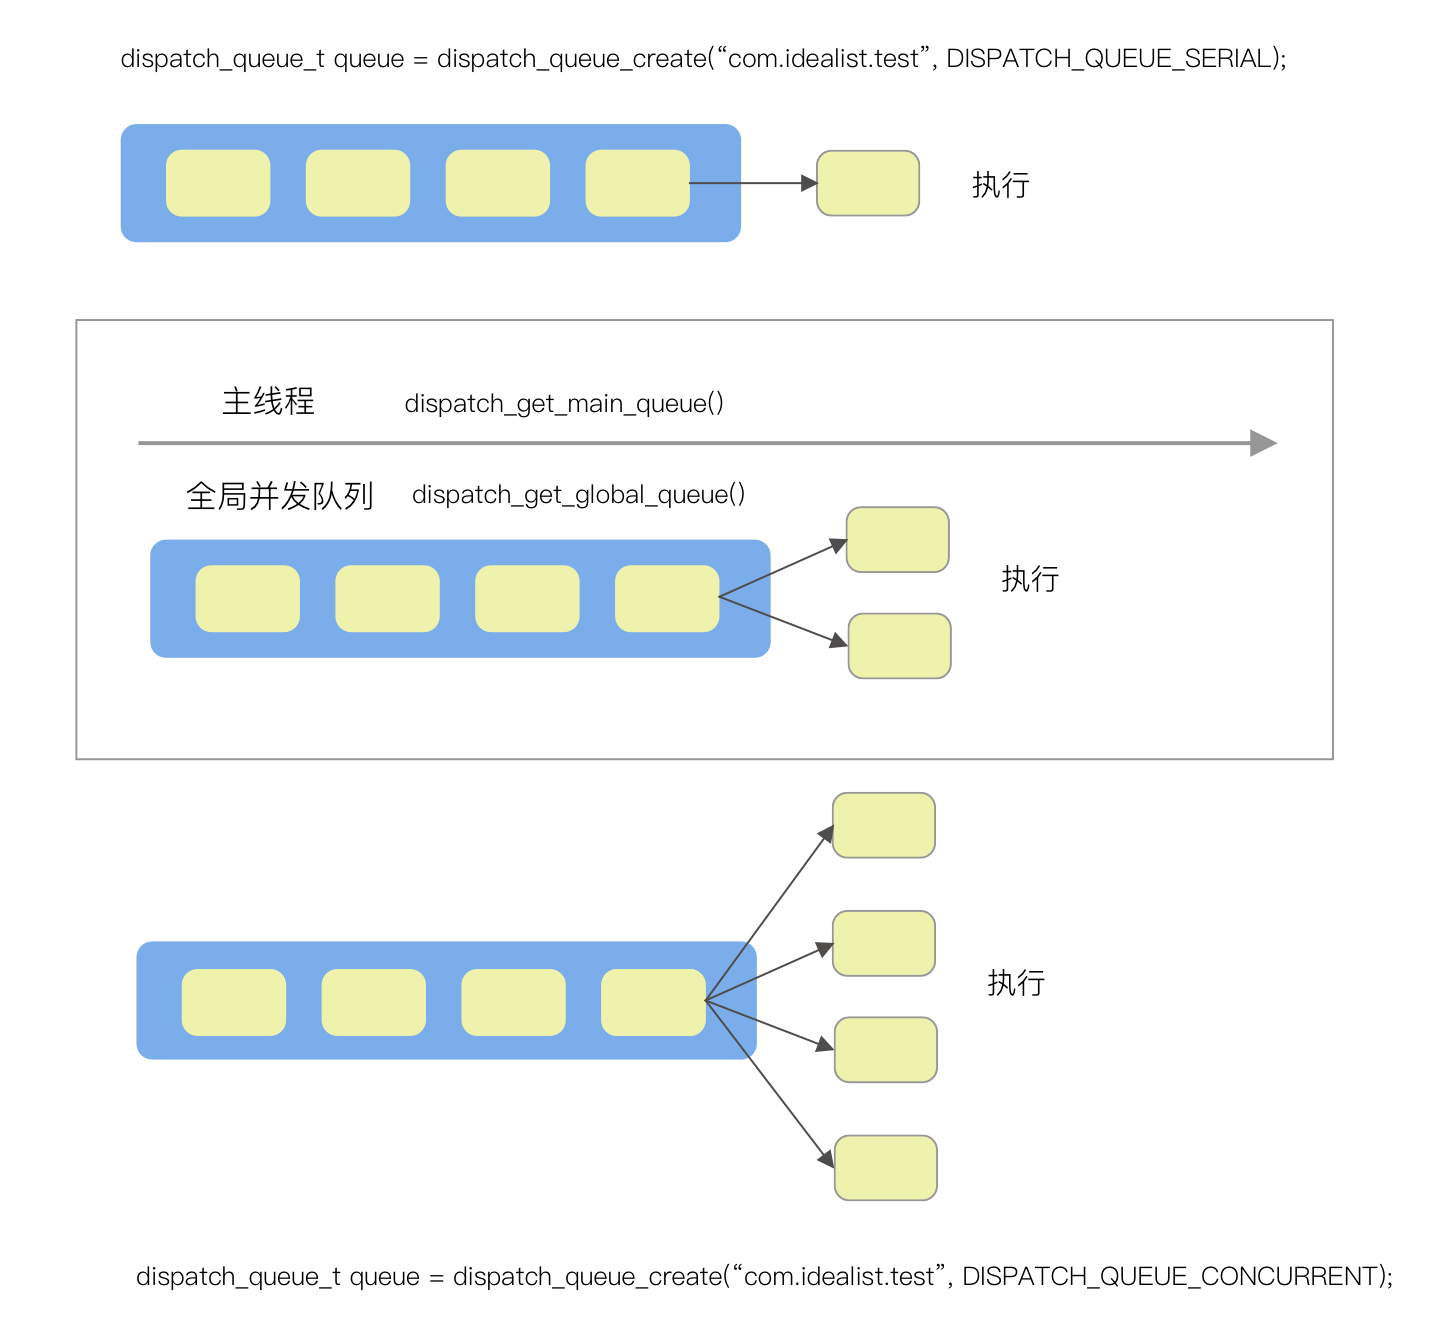 dispatch_queue_t queue = dispatch_queue_create(“com.idealist.test”, DISPATCH_QUEUE_SERIAL);
执行
主线程 dispatch_get_main_queue()
全局并发队列 dispatch_get_global_queue()
执行
执行
dispatch_queue_t queue = dispatch_queue_create(“com.idealist.test”, DISPATCH_QUEUE_CONCURRENT);